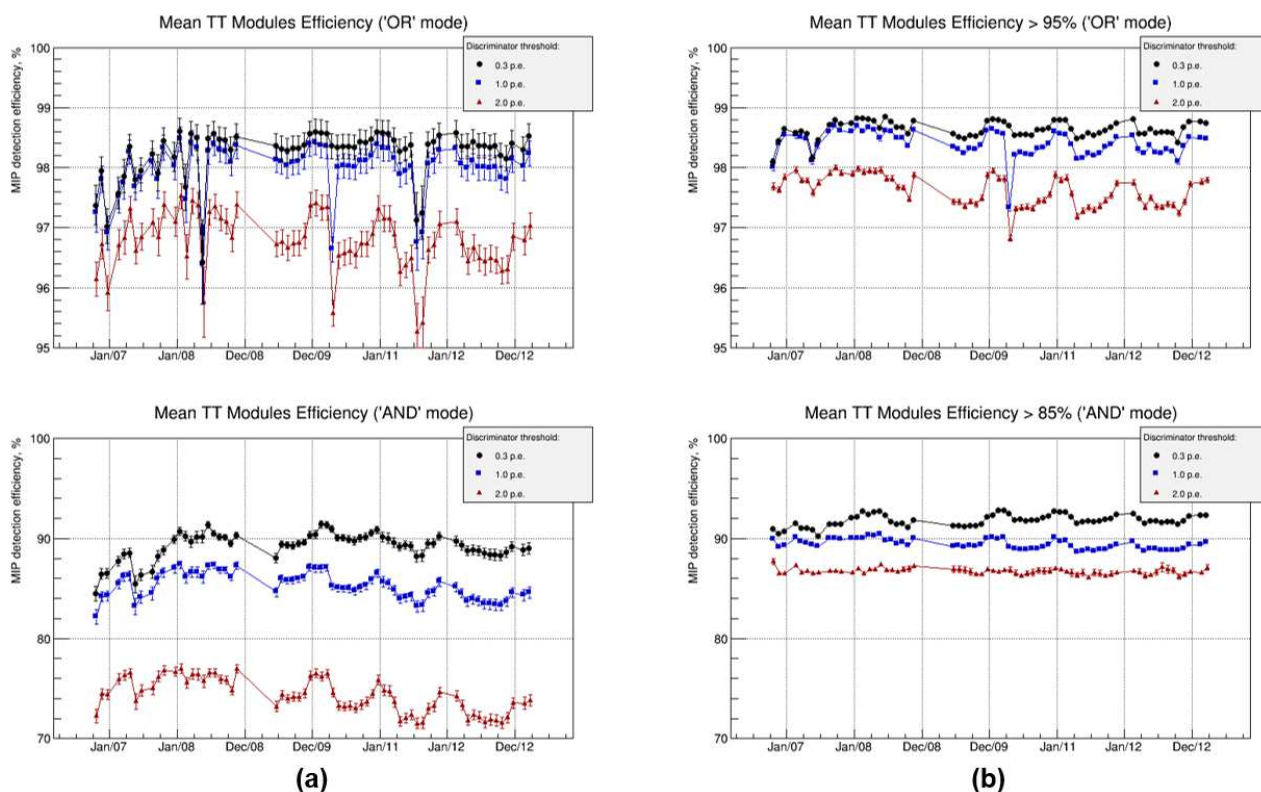 Mean TT Modules Efficiency ('OR' mode)
MIP detection efficiency, %
100
99
98
97
96
95
Discriminator threshold:
0.3 p.e.
1.0 p.e.
2.0 p.e.
Jan/07 Jan/08 Dec/08 Dec/09 Jan/11 Jan/12 Dec/12
Mean TT Modules Efficiency > 95% ('OR' mode)
MIP detection efficiency, %
100
99
98
97
96
95
Discriminator threshold:
0.3 p.e.
1.0 p.e.
2.0 p.e.
Jan/07 Jan/08 Dec/08 Dec/09 Jan/11 Jan/12 Dec/12
Mean TT Modules Efficiency ('AND' mode)
MIP detection efficiency, %
100
90
80
70
Discriminator threshold:
0.3 p.e.
1.0 p.e.
2.0 p.e.
Jan/07 Jan/08 Dec/08 Dec/09 Jan/11 Jan/12 Dec/12
Mean TT Modules Efficiency > 85% ('AND' mode)
MIP detection efficiency, %
100
90
80
70
Discriminator threshold:
0.3 p.e.
1.0 p.e.
2.0 p.e.
Jan/07 Jan/08 Dec/08 Dec/09 Jan/11 Jan/12 Dec/12
(a)
(b)